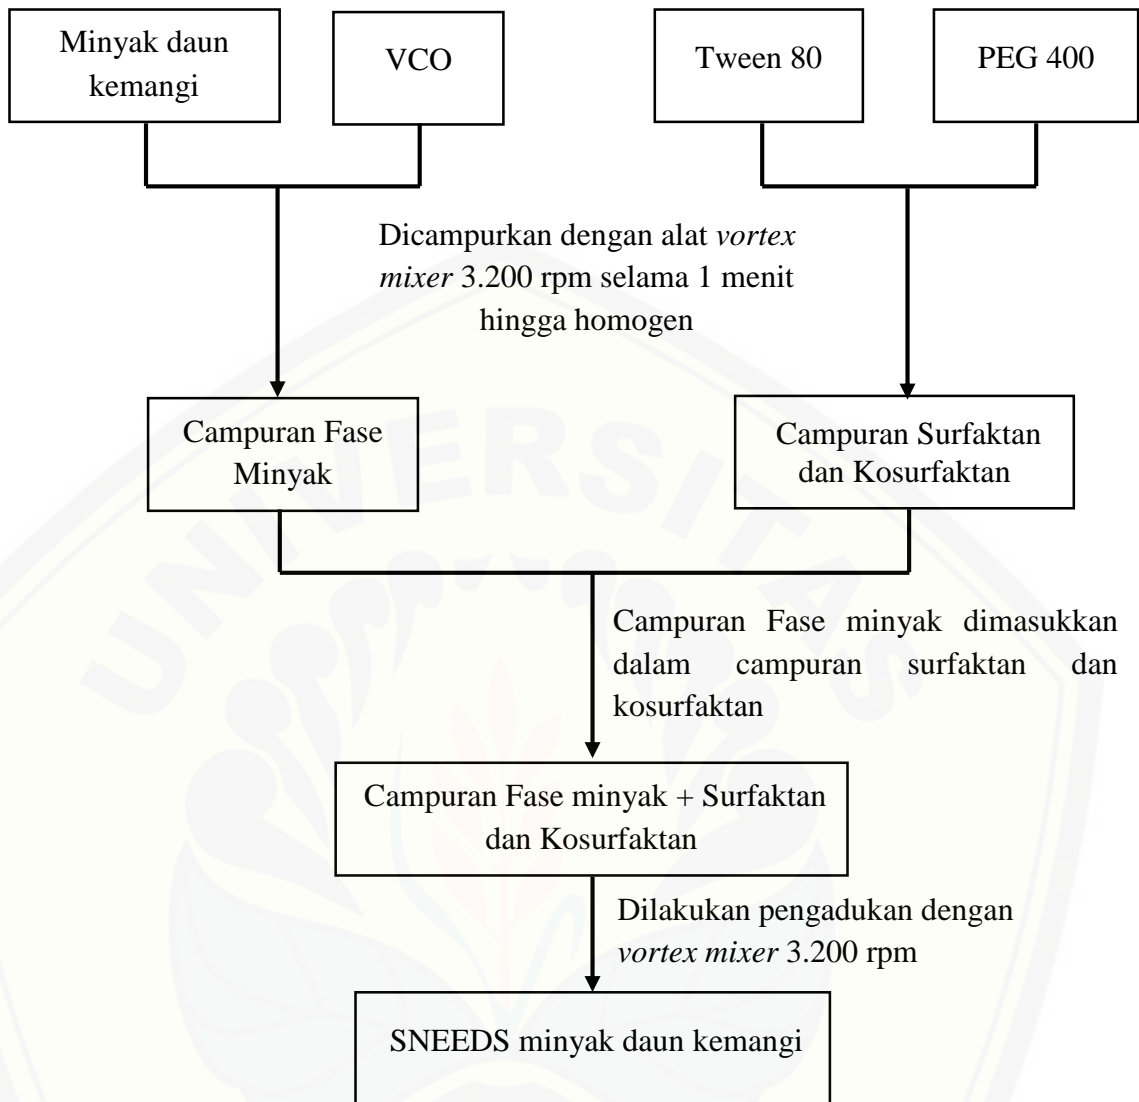 Minyak daun
kemangi
VCO
Tween 80
PEG 400
Dicampurkan dengan alat vortex
mixer 3.200 rpm selama 1 menit
hingga homogen
Campuran Fase
Minyak
Campuran Surfaktan
dan Kosurfaktan
UNIVERSITAS
Campuran Fase minyak dimasukkan
dalam campuran surfaktan dan
kosurfaktan
Campuran Fase minyak + Surfaktan
dan Kosurfaktan
Dilakukan pengadukan dengan
vortex mixer 3.200 rpm
SNEEDS minyak daun kemangi